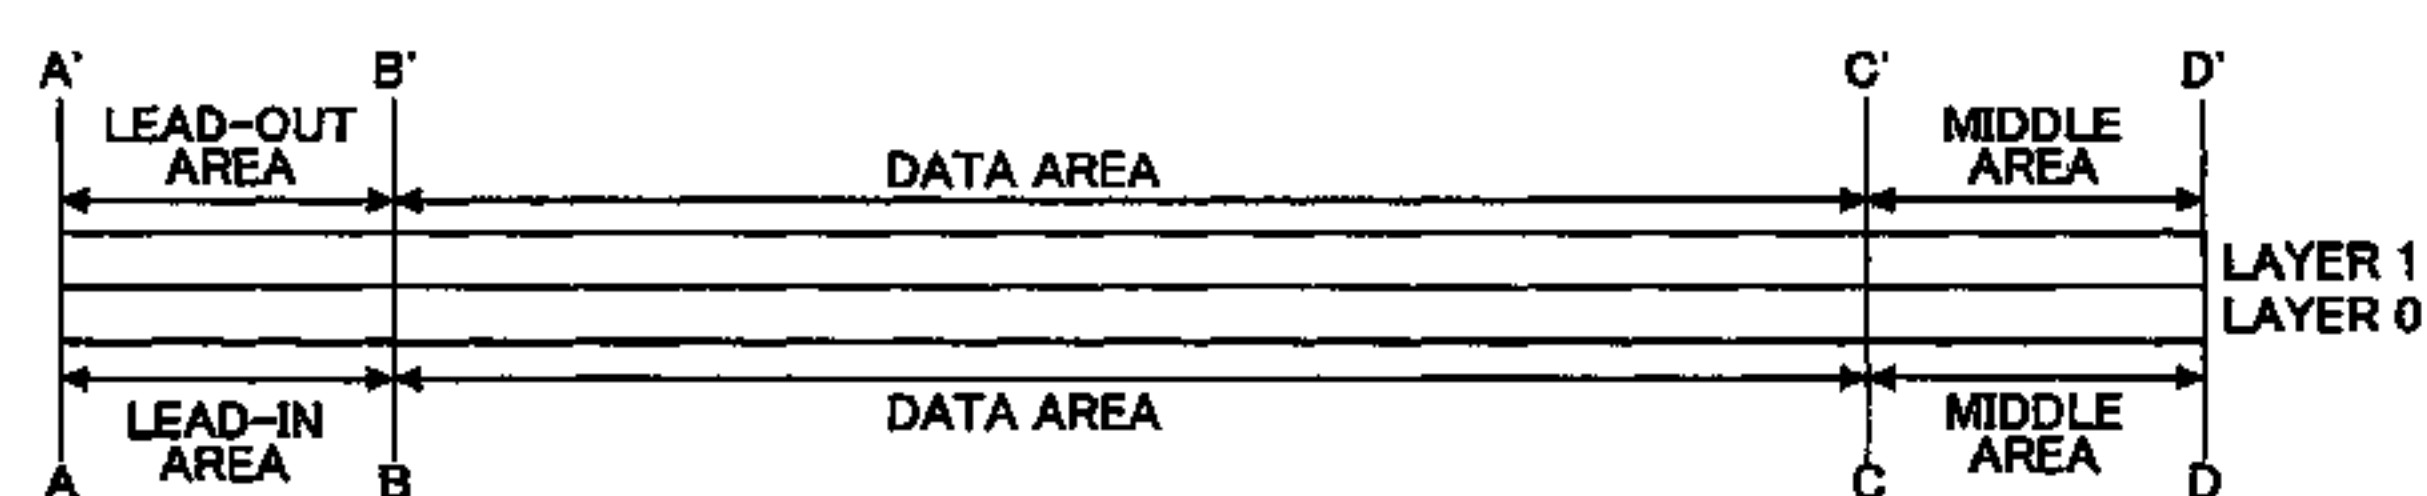 A' B' C' D'
LEAD-OUT
AREA
DATA AREA
MIDDLE
AREA
LAYER 1
LAYER 0
LEAD-IN
AREA
DATA AREA
MIDDLE
AREA
A B C D